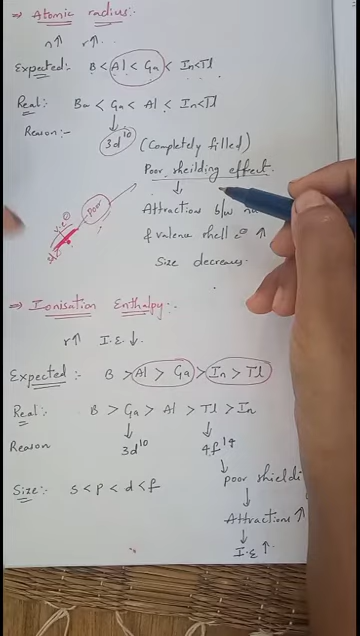 ⇒ Atomic radius:-
n↑ r↑
Expected:- B < Al < Ga < In < Tl
Real:- B < Ga < Al < In < Tl
↓
Reason:- 3d¹⁰ (Completely filled)
Poor sheilding effect.
↓
Attraction b/w
Poor
& valence shell e⊖ ↑
Size decreases.
⇒ Ionisation Enthalpy:-
r↑ I.E↓.
Expected:- B > Al > Ga > In > Tl
Real:- B > Ga > Al > Tl > In
↓ ↓
Reason 3d¹⁰ 4f¹⁴
↓
Poor shieldi
Size:- s < p < d < f
↓
Attractions ↑
↓
I.E ↑